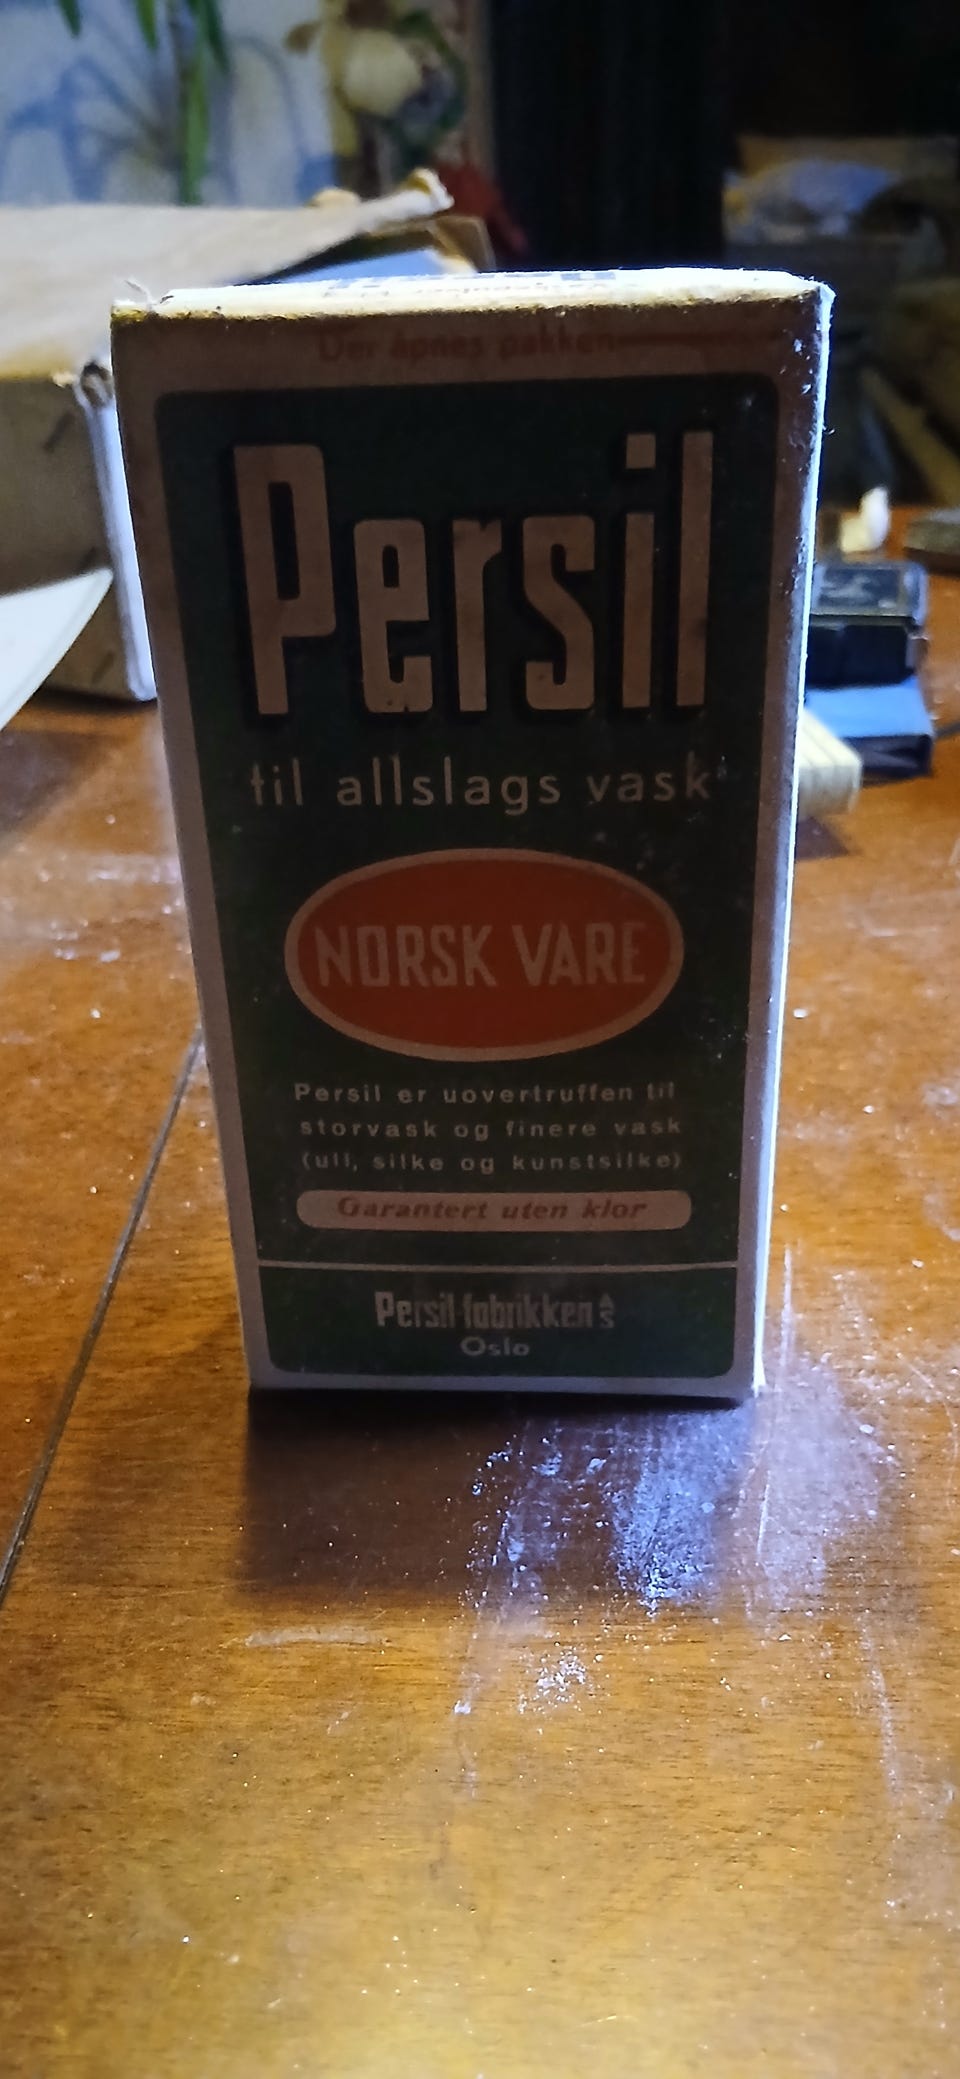 Her åpnes pakken
Persil
til allslags vask
NORSK VARE
Persil er uovertruffen til
storvask og finere vask
(ull, silke og kunstsilke)
Garantert uten klor
Persil-fabrikken A/S
Oslo